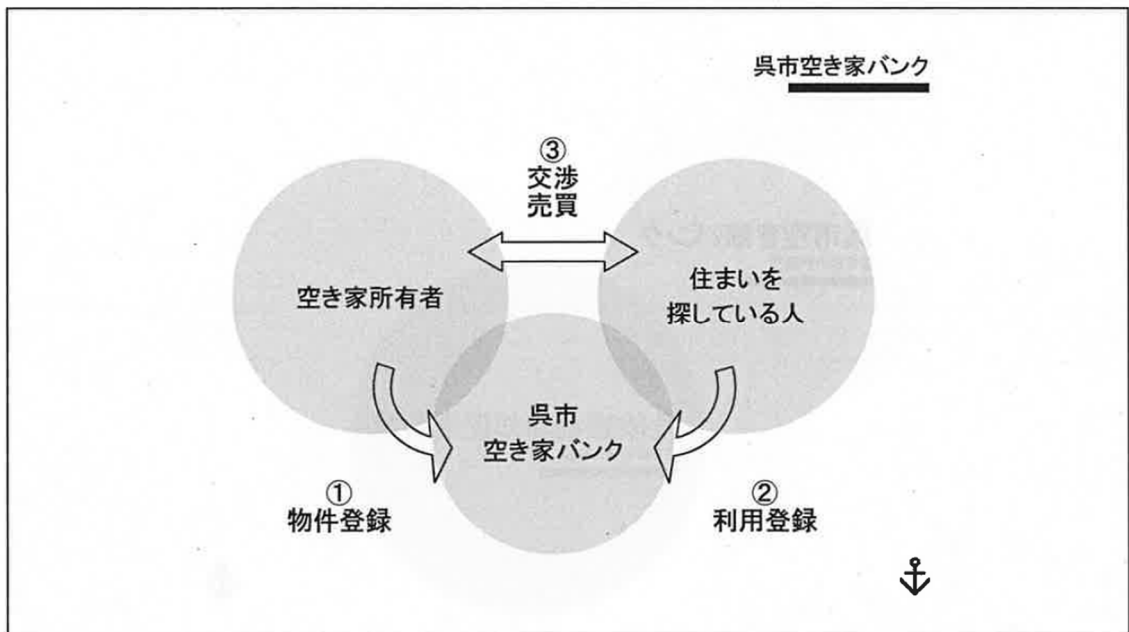 呉市空き家バンク
③
交渉
売買
空き家所有者
住まいを
探している人
呉市
空き家バンク
①
物件登録
②
利用登録